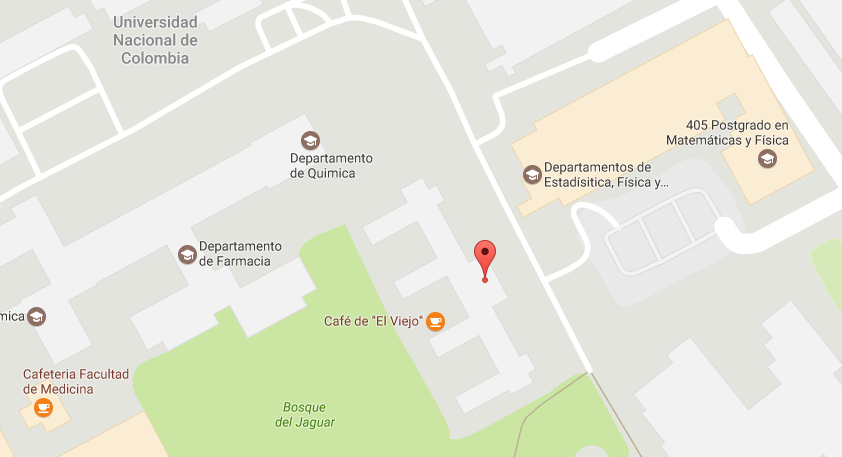 Universidad
Nacional de
Colombia
405 Postgrado en
Matemáticas y Física
Departamento
de Quimica
Departamentos de
Estadísitica, Física y...
Departamento
de Farmacia
mica
Café de "El Viejo"
Cafeteria Facultad
de Medicina
Bosque
del Jaguar